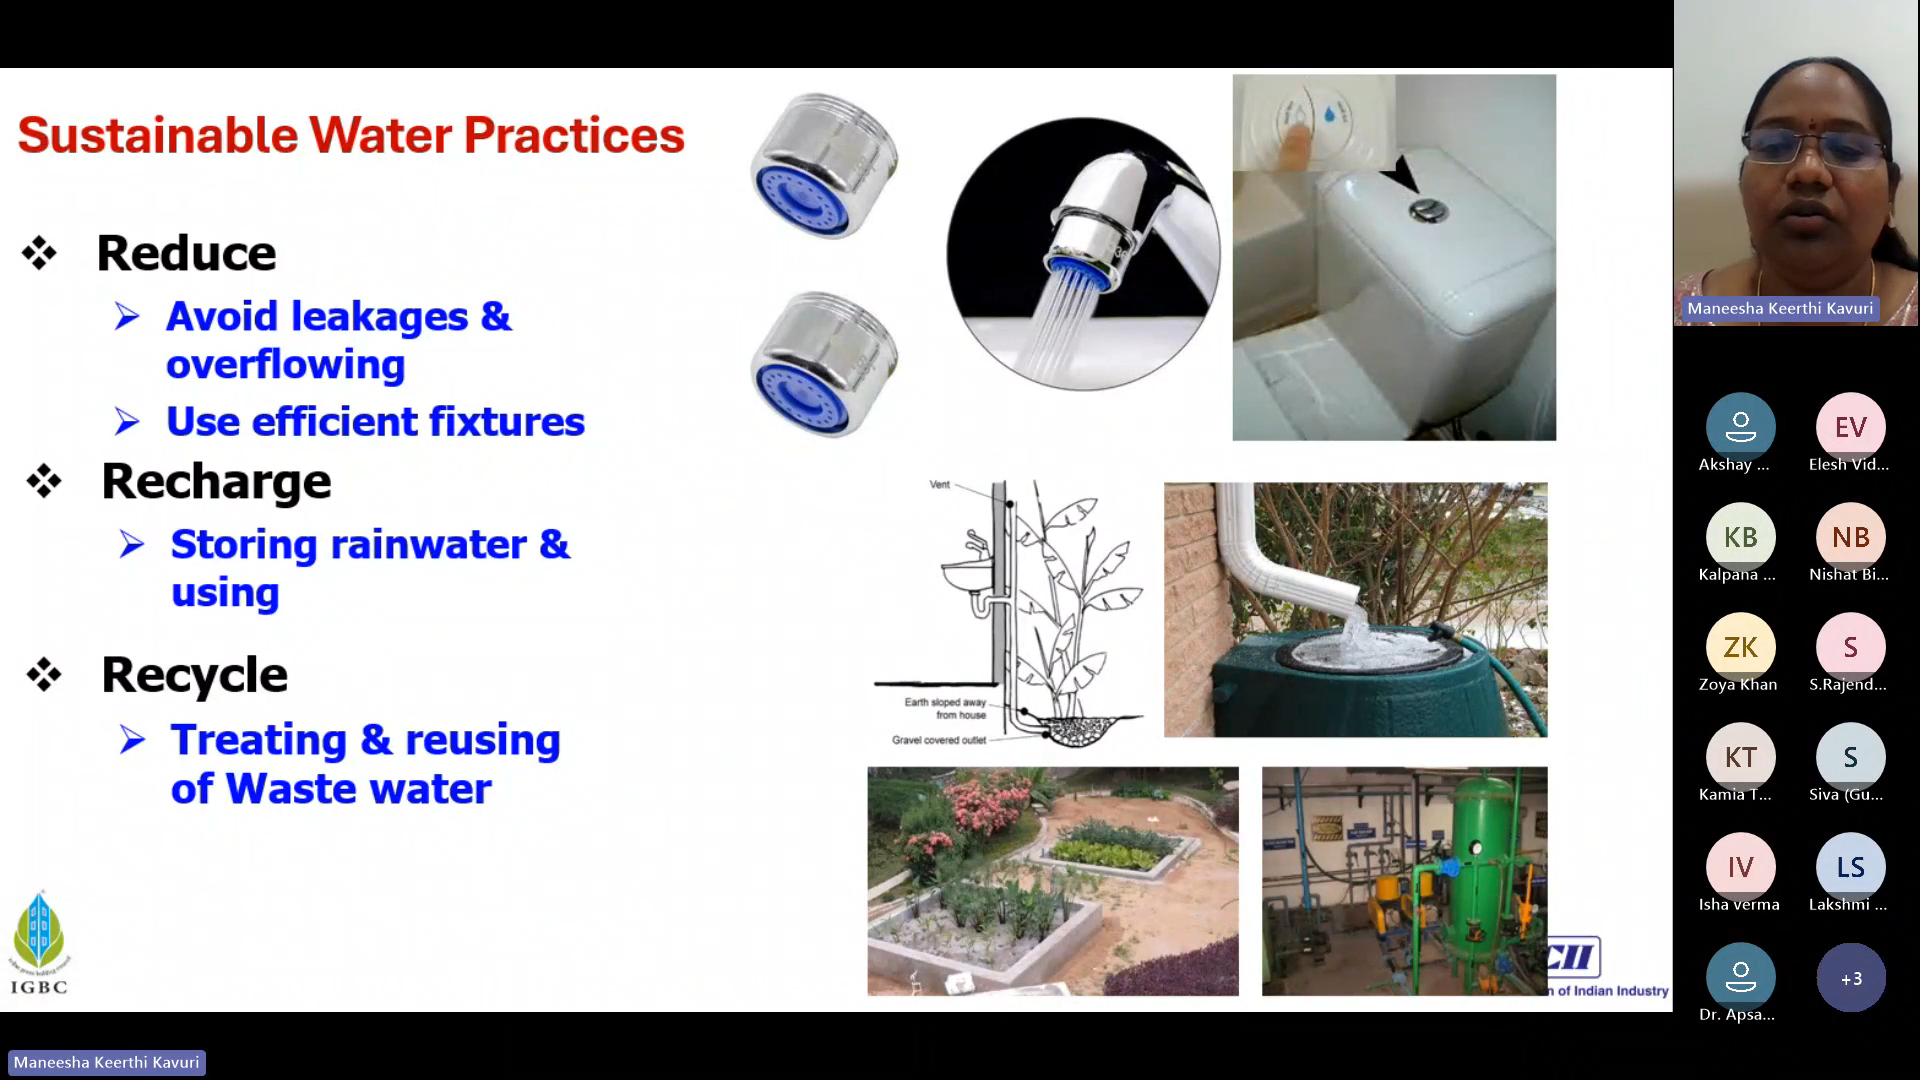 Sustainable Water Practices
Reduce
Avoid leakages &
overflowing
Use efficient fixtures
Recharge
Storing rainwater &
using
Recycle
Treating & reusing
of Waste water
Vent
Earth sloped away
from house
Gravel covered outlet
IGBC
CII
n of Indian Industry
Maneesha Keerthi Kavuri
Akshay ...
EV
Elesh Vid...
KB
Kalpana ...
NB
Nishat Bi...
ZK
Zoya Khan
S
S.Rajend...
KT
Kamia T...
S
Siva (Gu...
IV
Isha verma
LS
Lakshmi ...
Dr. Apsa...
+3
Maneesha Keerthi Kavuri